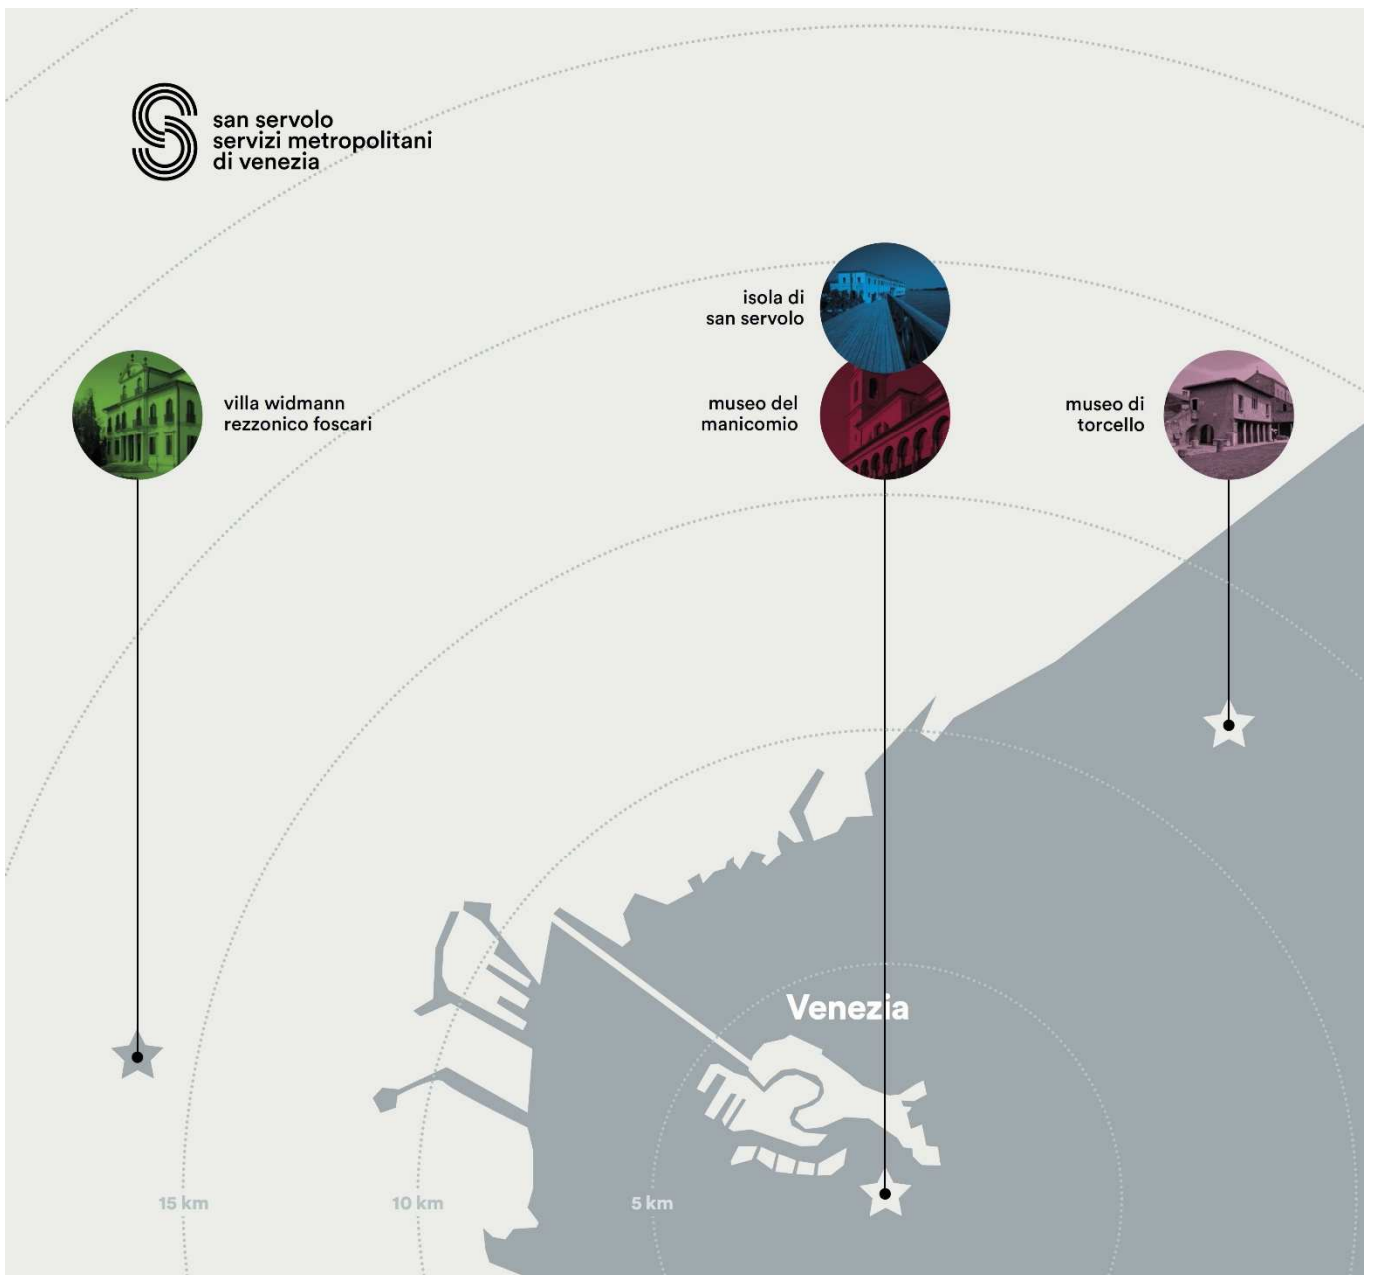 san servolo
servizi metropolitani
di venezia
isola di
san servolo
villa widmann
rezzonico foscari
museo del
manicomio
museo di
torcello
Venezia
15 km
10 km
5 km